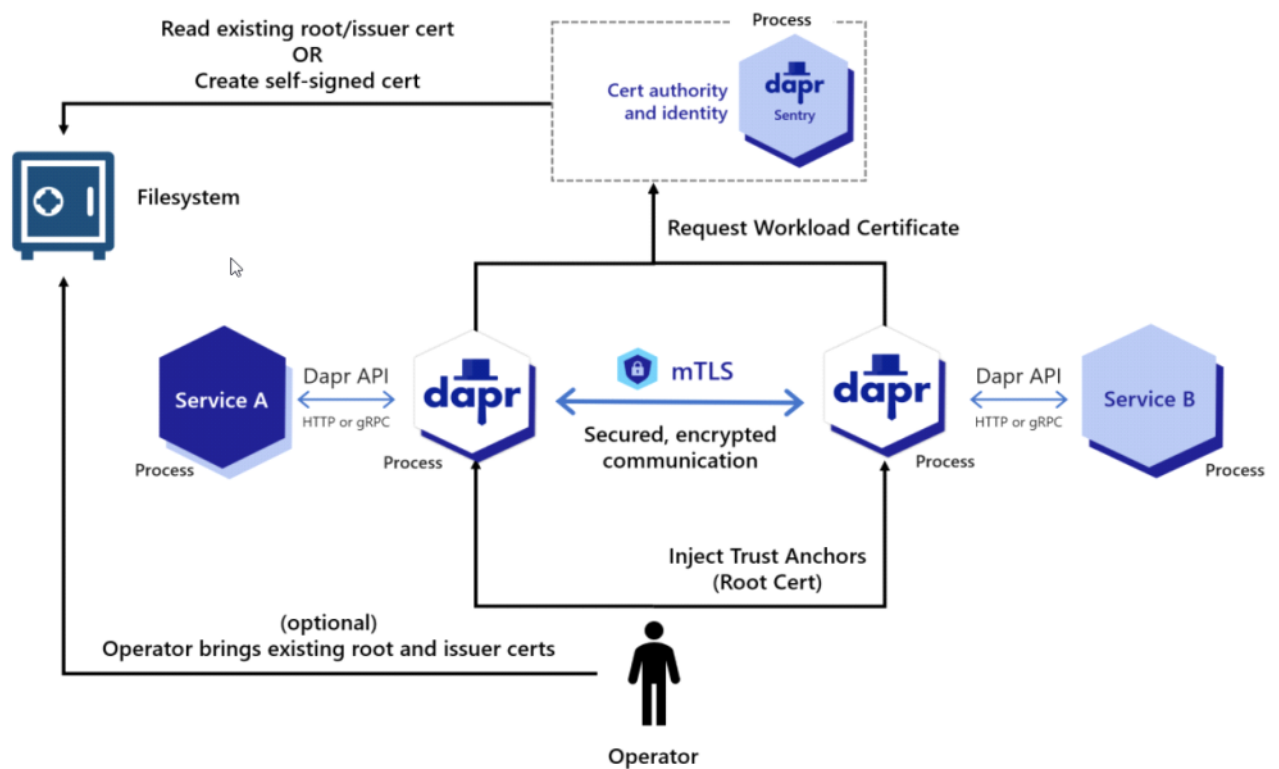 Process
Read existing root/issuer cert
OR
Create self-signed cert
Cert authority
and identity
dapr
Sentry
Filesystem
Request Workload Certificate
Service A
Process
Dapr API
HTTP or gRPC
dapr
Process
mTLS
Secured, encrypted
communication
dapr
Process
Dapr API
HTTP or gRPC
Service B
Process
Inject Trust Anchors
(Root Cert)
(optional)
Operator brings existing root and issuer certs
Operator